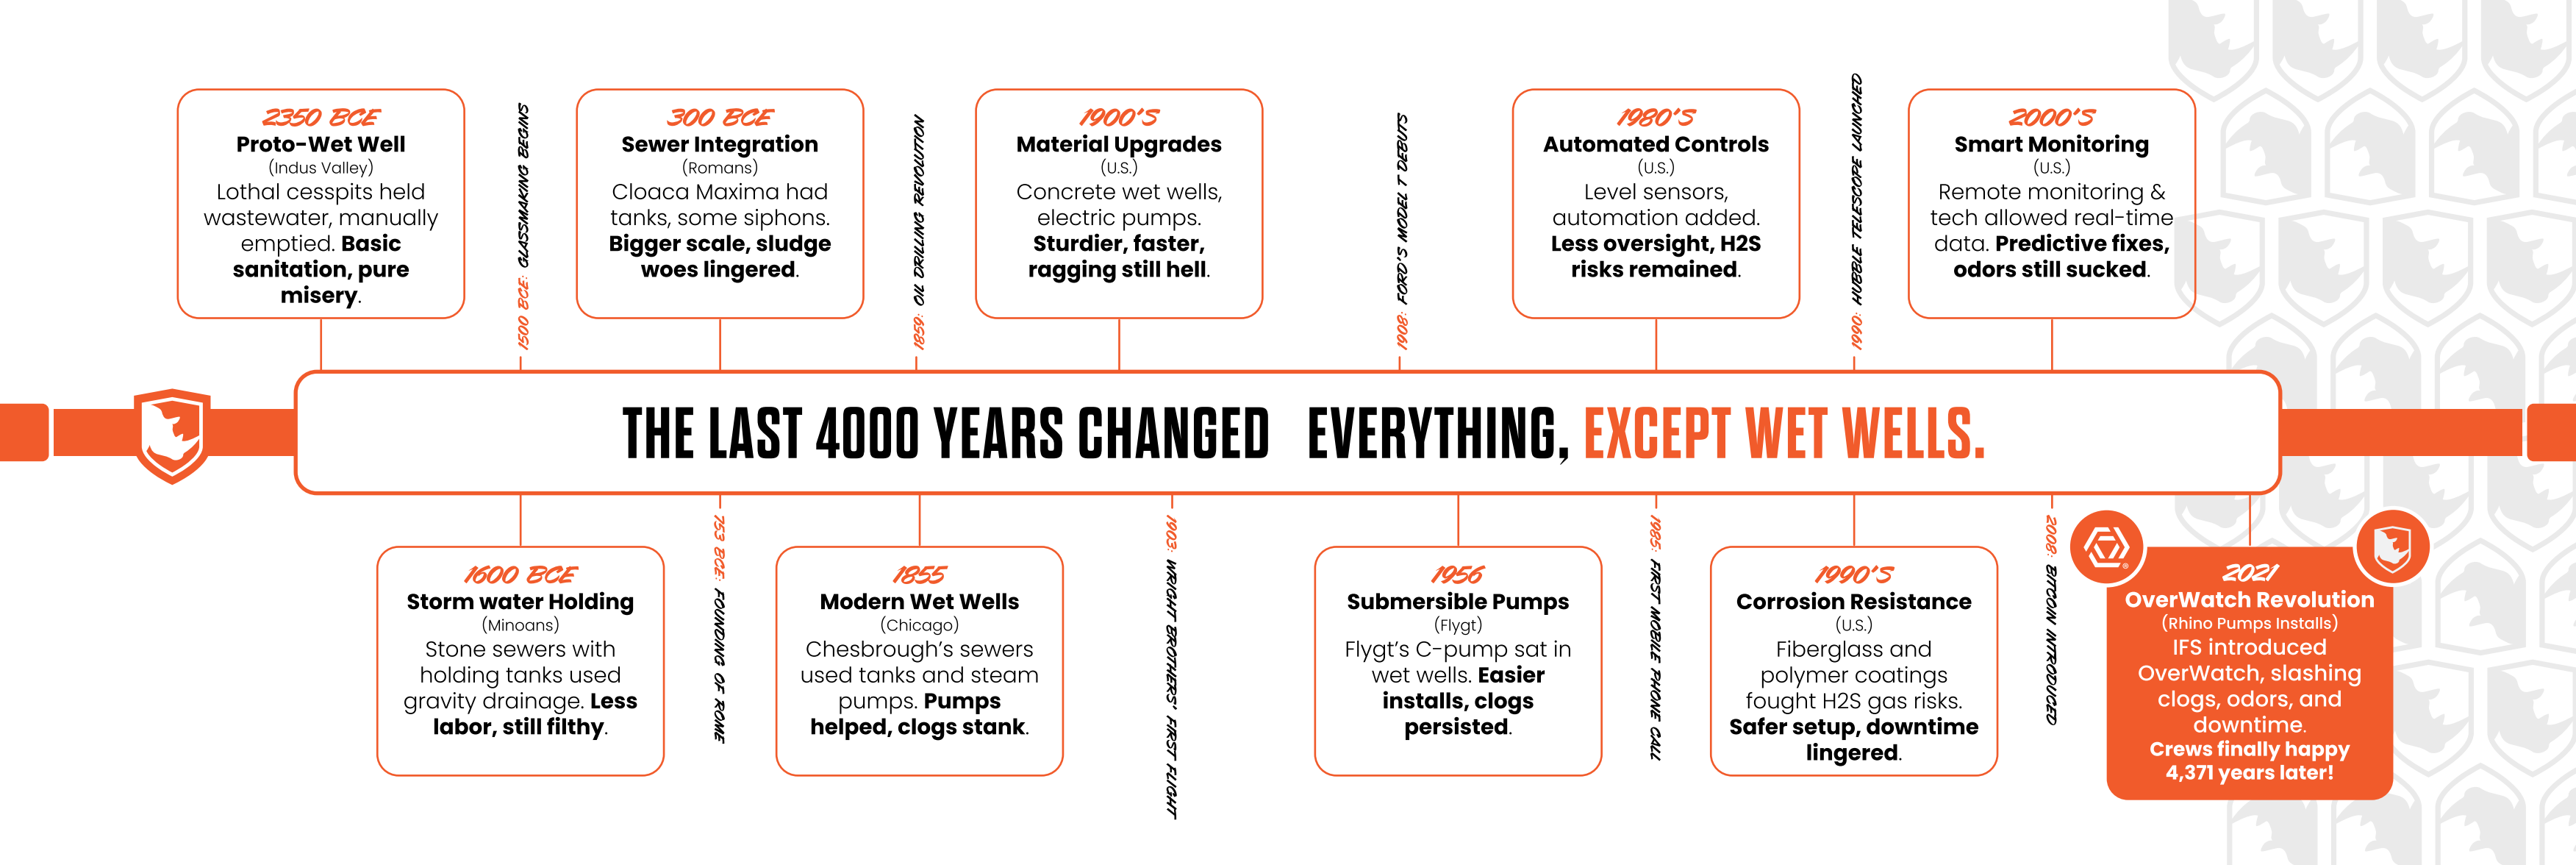 2350 BCE
Proto-Wet Well
(Indus Valley)
Lothal cesspits held
wastewater, manually
emptied. Basic
sanitation, pure
misery.
1500 BCE: GLASSMAKING BEGINS
300 BCE
Sewer Integration
(Romans)
Cloaca Maxima had
tanks, some siphons.
Bigger scale, sludge
woes lingered.
1859: OIL DRILLING REVOLUTION
1900'S
Material Upgrades
(U.S.)
Concrete wet wells,
electric pumps.
Sturdier, faster,
ragging still hell.
1908: FORD'S MODEL T DEBUTS
1980'S
Automated Controls
(U.S.)
Level sensors,
automation added.
Less oversight, H2S
risks remained.
1990: HUBBLE TELESCOPE LAUNCHED
2000'S
Smart Monitoring
(U.S.)
Remote monitoring &
tech allowed real-time
data. Predictive fixes,
odors still sucked.
THE LAST 4000 YEARS CHANGED EVERYTHING, EXCEPT WET WELLS.
1600 BCE
Storm water Holding
(Minoans)
Stone sewers with
holding tanks used
gravity drainage. Less
labor, still filthy.
753 BCE: FOUNDING OF ROME
1855
Modern Wet Wells
(Chicago)
Chesbrough's sewers
used tanks and steam
pumps. Pumps
helped, clogs stank.
1903: WRIGHT BROTHERS' FIRST FLIGHT
1956
Submersible Pumps
(Flygt)
Flygt's C-pump sat in
wet wells. Easier
installs, clogs
persisted.
1985: FIRST MOBILE PHONE CALL
1990'S
Corrosion Resistance
(U.S.)
Fiberglass and
polymer coatings
fought H2S gas risks.
Safer setup, downtime
lingered.
2008: BITCOIN INTRODUCED
®
2021
OverWatch Revolution
(Rhino Pumps Installs)
IFS introduced
OverWatch, slashing
clogs, odors, and
downtime.
Crews finally happy
4,371 years later!